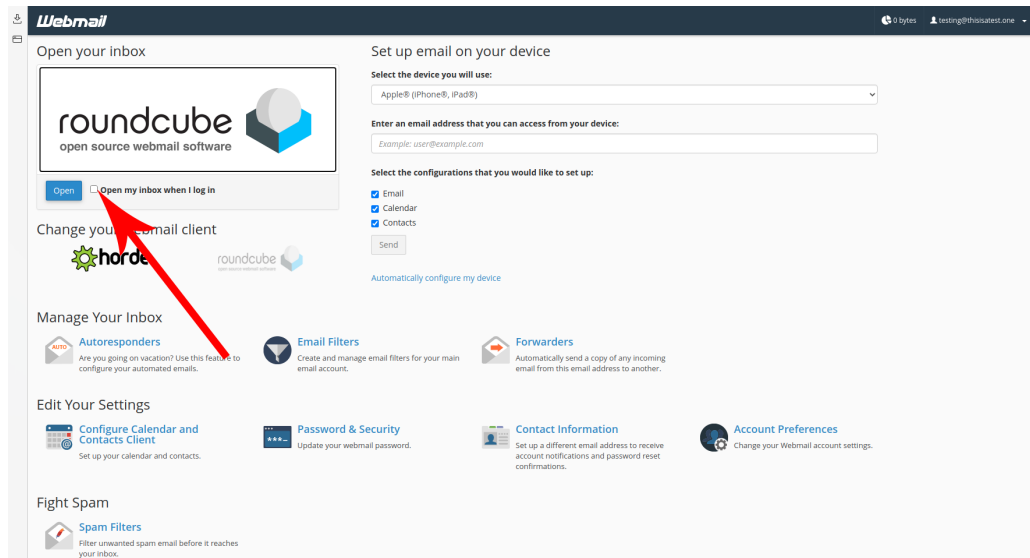 Webmail
0 bytes testing@thisisatest.one
Open your inbox
roundcube
open source webmail software
Open Open my inbox when I log in
Change your Webmail client
horde roundcube
open source webmail software
Set up email on your device
Select the device you will use:
Apple® (iPhone®, iPad®)
Enter an email address that you can access from your device:
Example: user@example.com
Select the configurations that you would like to set up:
Email
Calendar
Contacts
Send
Automatically configure my device
Manage Your Inbox
AUTO
Autoresponders
Are you going on vacation? Use this feature to
configure your automated emails.
Email Filters
Create and manage email filters for your main
email account.
Forwarders
Automatically send a copy of any incoming
email from this email address to another.
Edit Your Settings
@
Configure Calendar and
Contacts Client
Set up your calendar and contacts.
***_
Password & Security
Update your webmail password.
Contact Information
Set up a different email address to receive
account notifications and password reset
confirmations.
Account Preferences
Change your Webmail account settings.
Fight Spam
Spam Filters
Filter unwanted spam email before it reaches
your inbox.